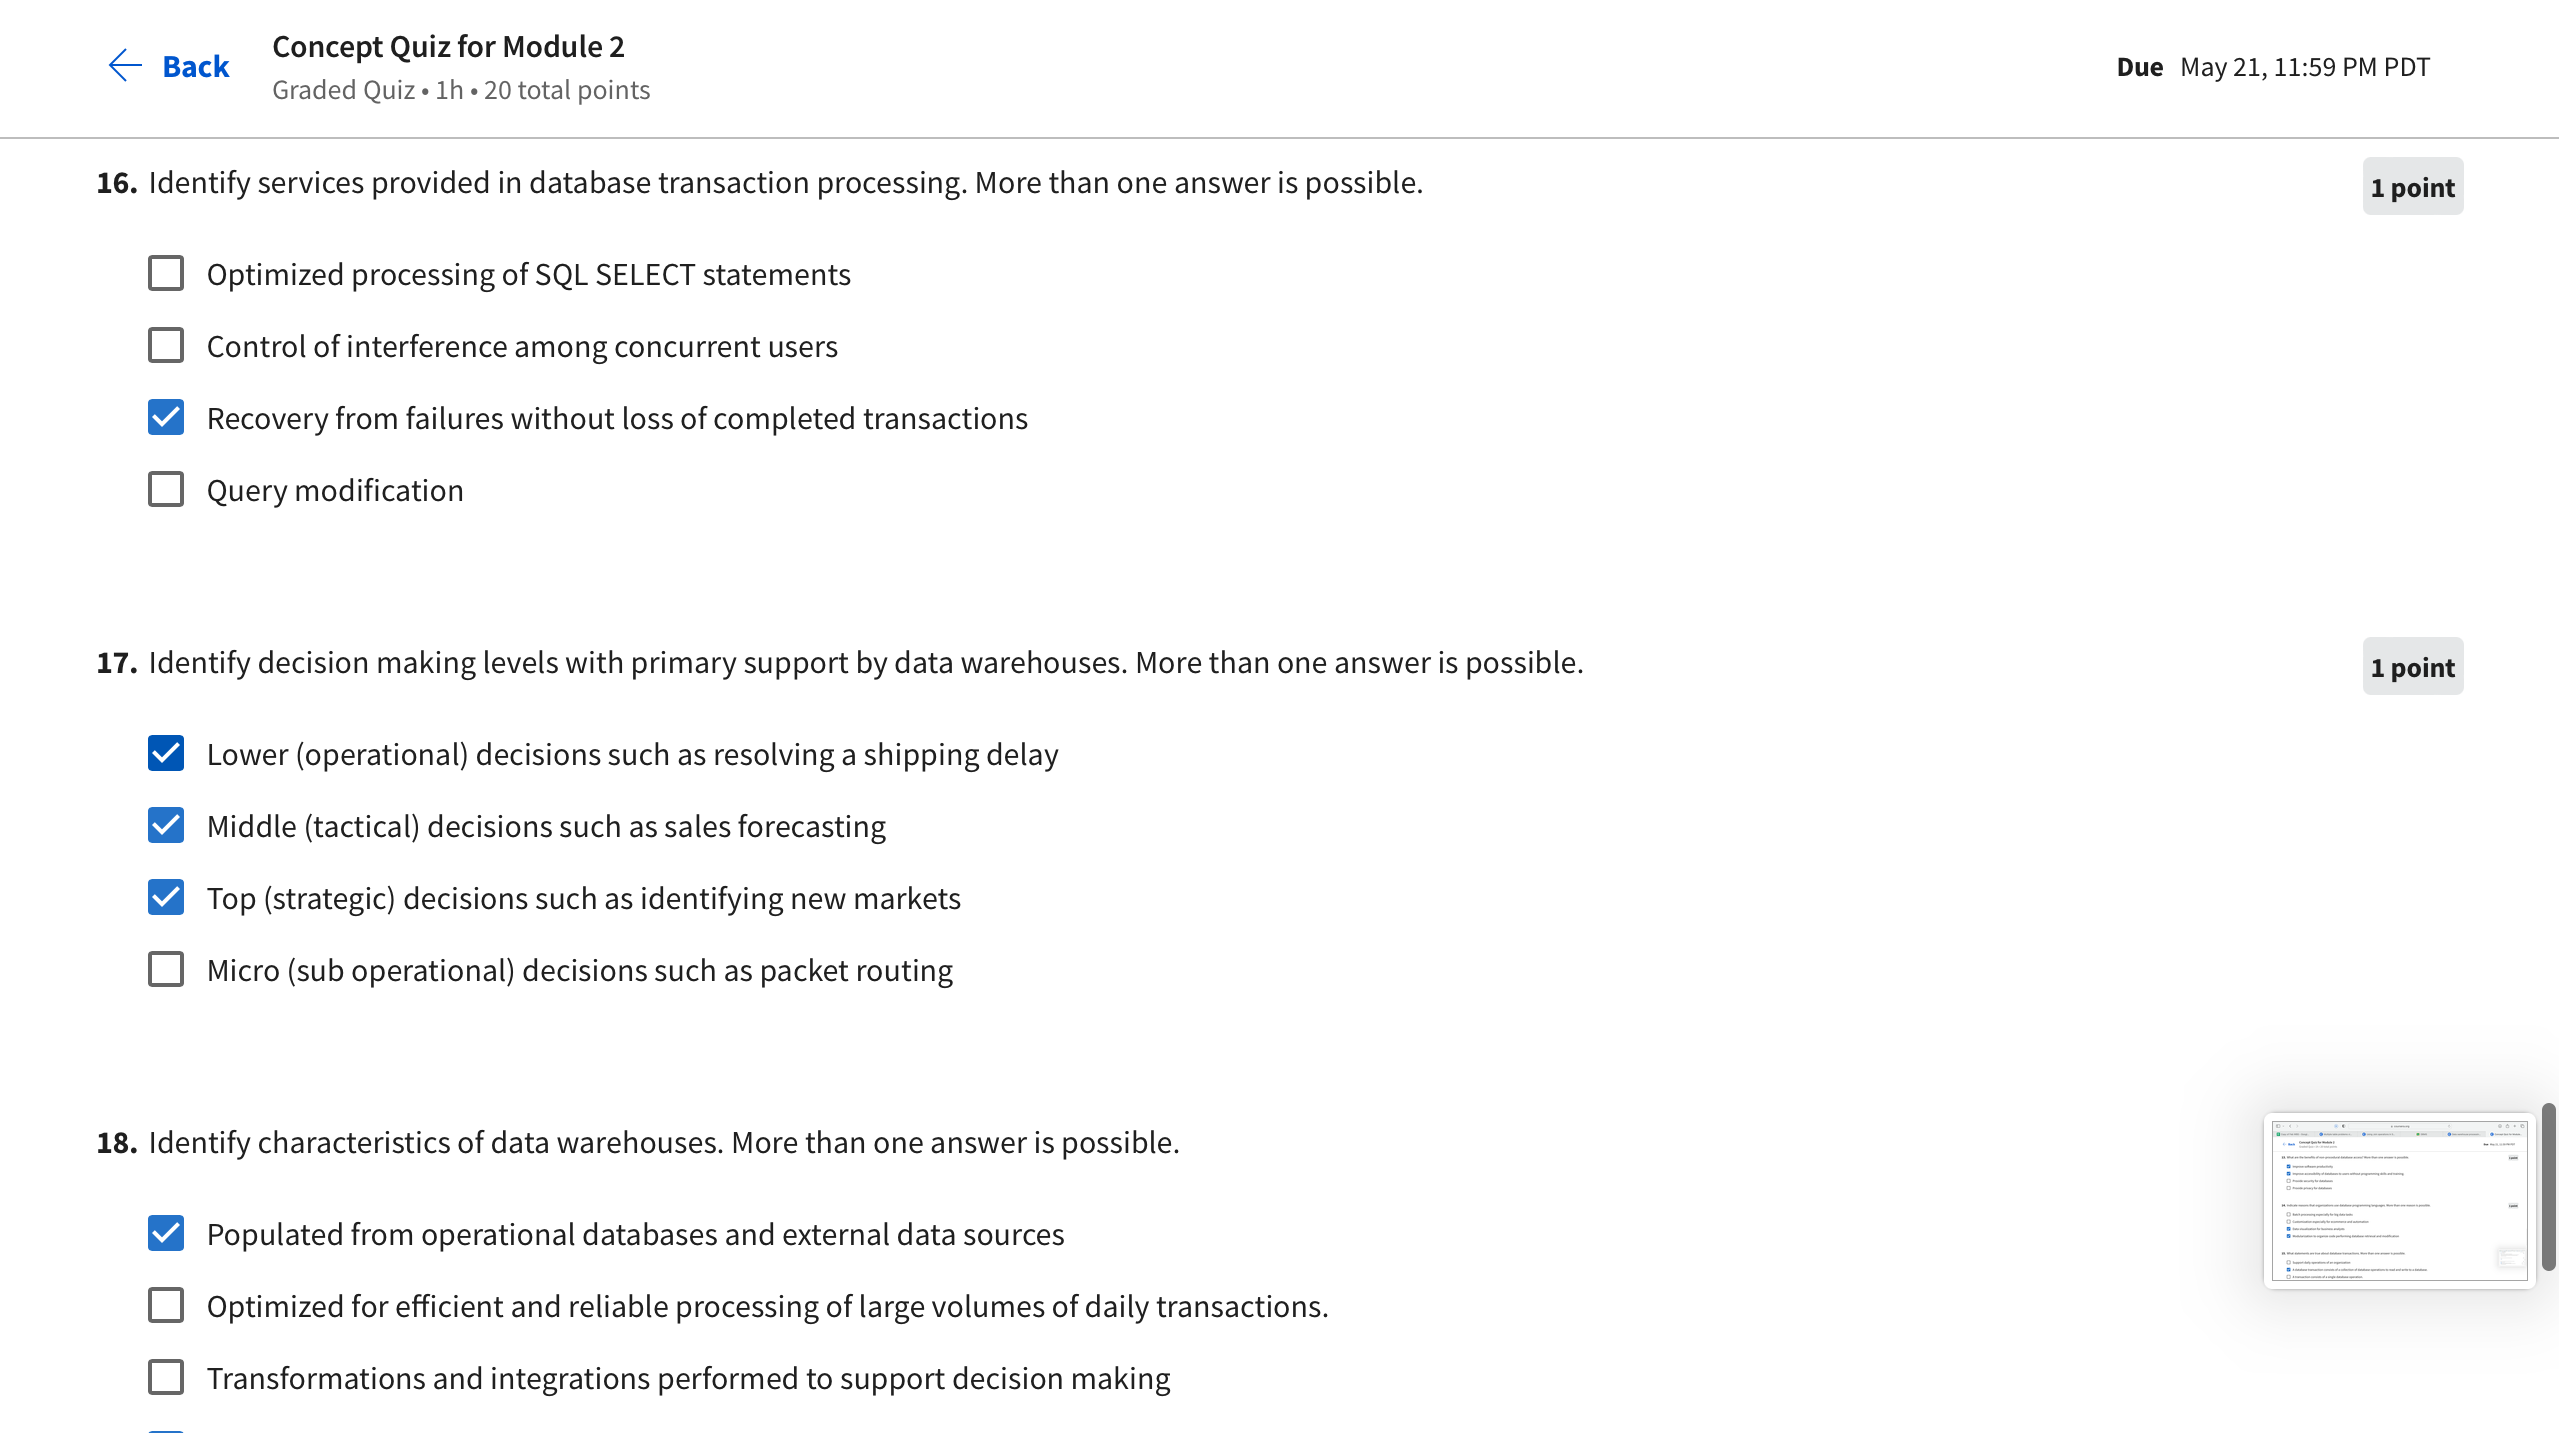 Back
Concept Quiz for Module 2
Graded Quiz • 1h • 20 total points
Due May 21, 11:59 PM PDT
16. Identify services provided in database transaction processing. More than one answer is possible.
1 point
Optimized processing of SQL SELECT statements
Control of interference among concurrent users
Recovery from failures without loss of completed transactions
Query modification
17. Identify decision making levels with primary support by data warehouses. More than one answer is possible.
1 point
Lower (operational) decisions such as resolving a shipping delay
Middle (tactical) decisions such as sales forecasting
Top (strategic) decisions such as identifying new markets
Micro (sub operational) decisions such as packet routing
18. Identify characteristics of data warehouses. More than one answer is possible.
Populated from operational databases and external data sources
Optimized for efficient and reliable processing of large volumes of daily transactions.
Transformations and integrations performed to support decision making